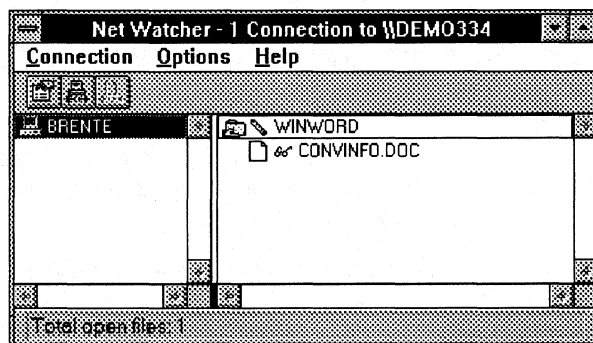 Net Watcher - 1 Connection to \\DEMO334
Connection Options Help
BRENTE
WINWORD
CONVINFO.DOC
Total open files: 1